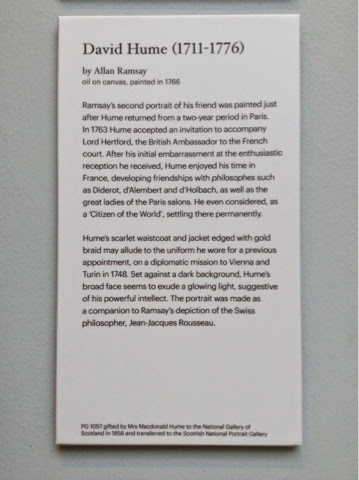 David Hume (1711-1776)
by Allan Ramsay
oil on canvas, painted in 1766
Ramsay's second portrait of his friend was painted just
after Hume returned from a two-year period in Paris.
In 1763 Hume accepted an invitation to accompany
Lord Hertford, the British Ambassador to the French
court. After his initial embarrassment at the enthusiastic
reception he received, Hume enjoyed his time in
France, developing friendships with philosophes such
as Diderot, d'Alembert and d'Holbach, as well as the
great ladies of the Paris salons. He even considered, as
a 'Citizen of the World', settling there permanently.
Hume's scarlet waistcoat and jacket edged with gold
braid may allude to the uniform he wore for a previous
appointment, on a diplomatic mission to Vienna and
Turin in 1748. Set against a dark background, Hume's
broad face seems to exude a glowing light, suggestive
of his powerful intellect. The portrait was made as
a companion to Ramsay's depiction of the Swiss
philosopher, Jean-Jacques Rousseau.
PG 1057 gifted by Mrs Macdonald Hume to the National Gallery of
Scotland in 1858 and transferred to the Scottish National Portrait Gallery